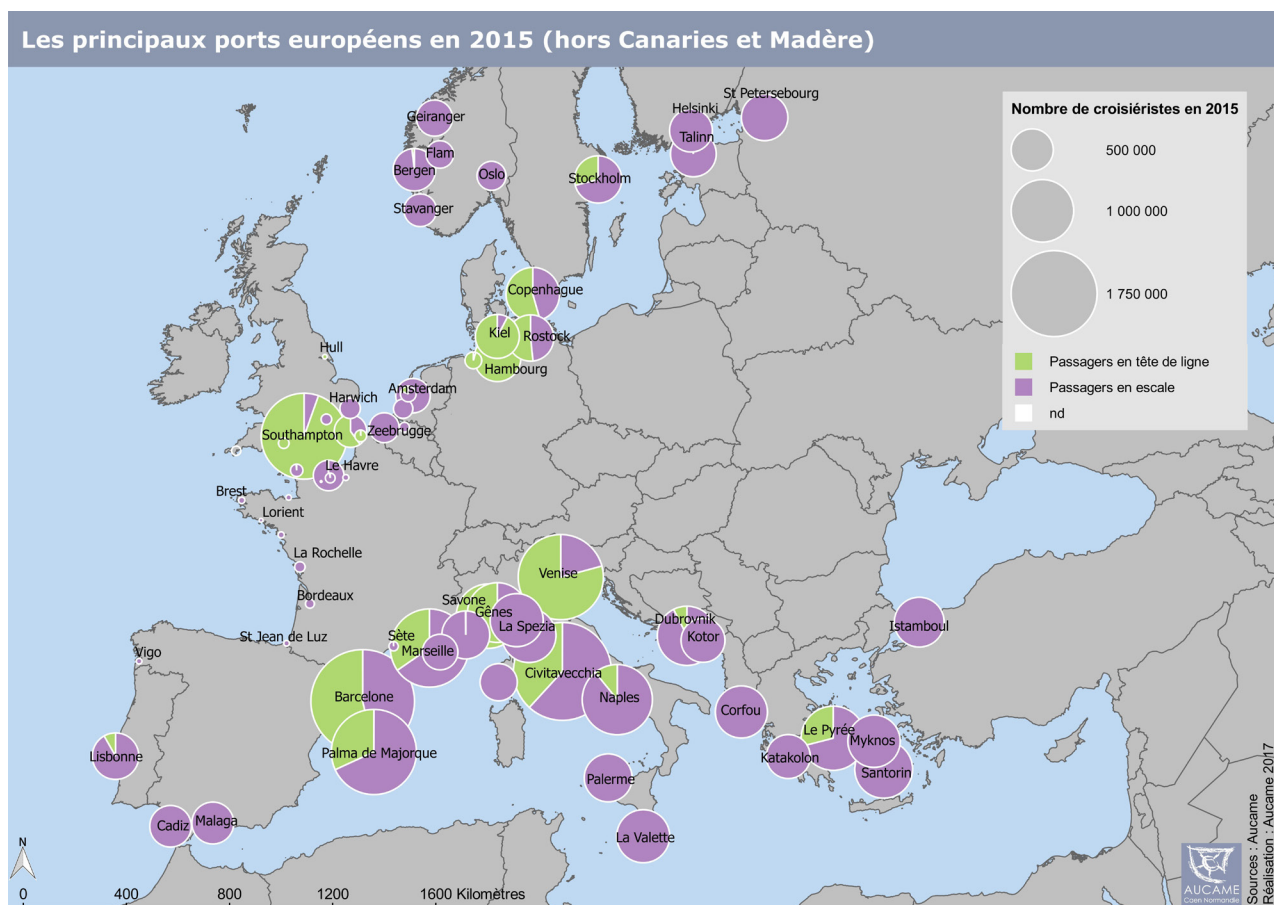 Les principaux ports européens en 2015 (hors Canaries et Madère)
St Petersebourg
Helsinki
Geiranger
Talinn
Flam
Bergen
Oslo
Stockholm
Stavanger
Nombre de croisiéristes en 2015
500 000
1 000 000
1 750 000
Passagers en tête de ligne
Passagers en escale
nd
Copenhague
Kiel
Rostock
Hull
Hambourg
Amsterdam
Harwich
Southampton
Zeebrugge
Le Havre
Brest
Lorient
La Rochelle
Venise
Bordeaux
Savone
Gênes
Dubrovnik
La Spezia
Istamboul
St Jean de Luz
Sète
Kotor
Vigo
Marseille
Civitavecchia
Barcelone
Naples
Corfou
Le Pyrée
Myknos
Lisbonne
Palma de Majorque
Katakolon
Santorin
Palerme
Cadiz
Malaga
La Valette
N
0
400
800
1200
1600 Kilomètres
AUCAME
Caen Normandie
Sources : Aucame
Réalisation : Aucame 2017